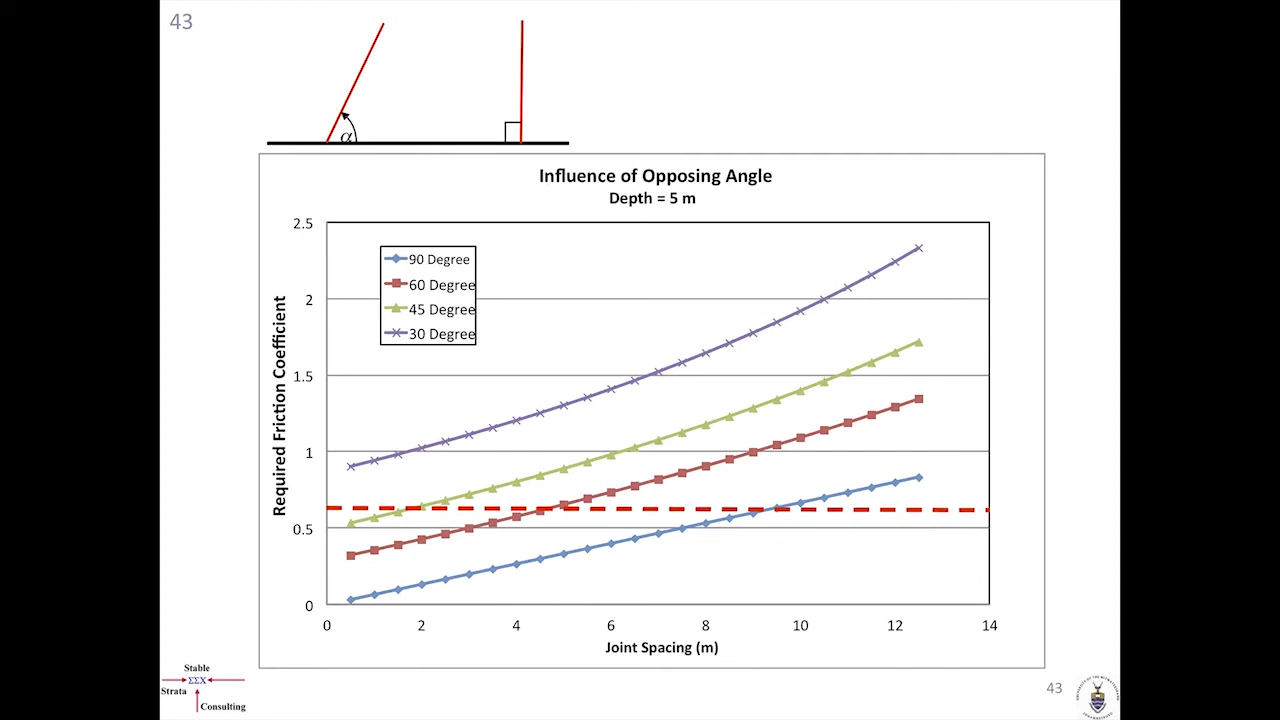 43
α
Influence of Opposing Angle
Depth = 5 m
2.5
2
1.5
1
0.5
0
Required Friction Coefficient
90 Degree
60 Degree
45 Degree
30 Degree
0 2 4 6 8 10 12 14
Joint Spacing (m)
Stable
ΣΣX
Strata
Consulting
43